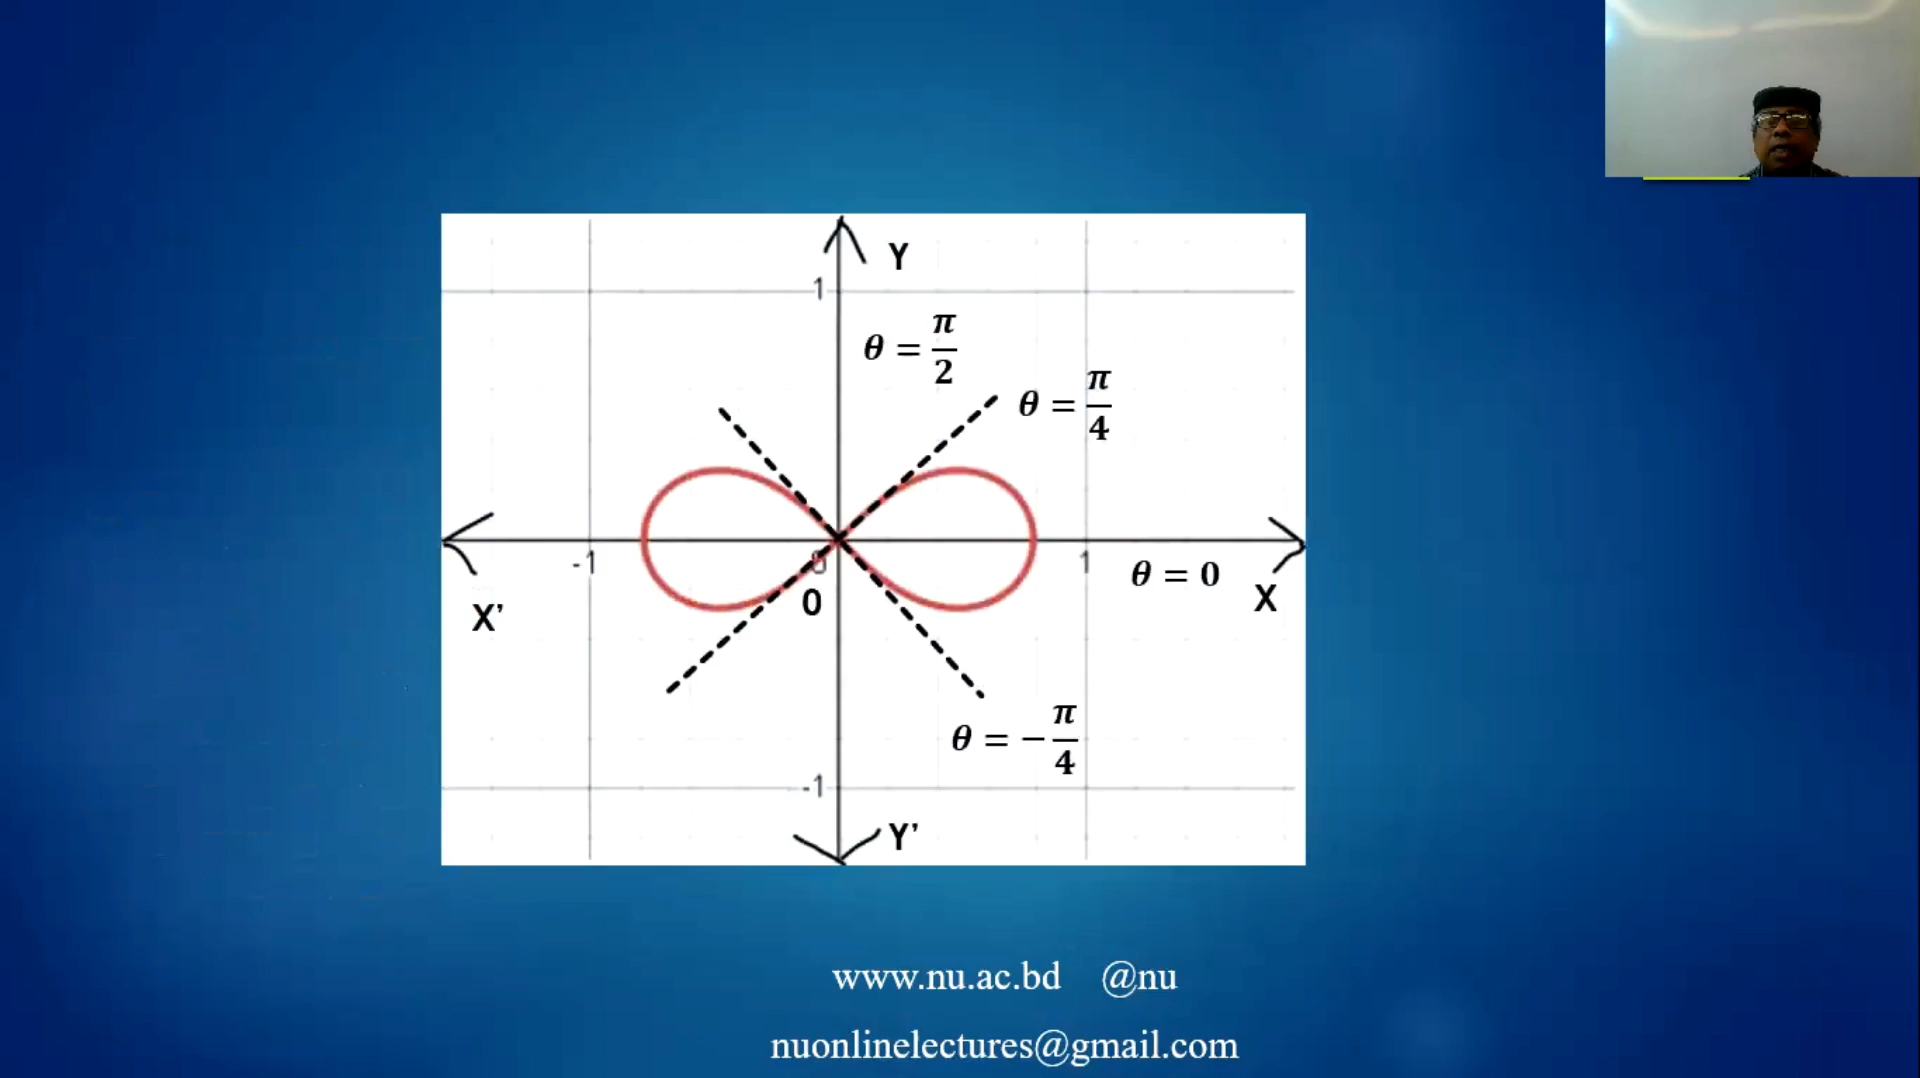 Y
1
θ = π/2
θ = π/4
-1
0
0
1
θ = 0
X
X'
θ = -π/4
-1
Y'
www.nu.ac.bd @nu
nuonlinelectures@gmail.com